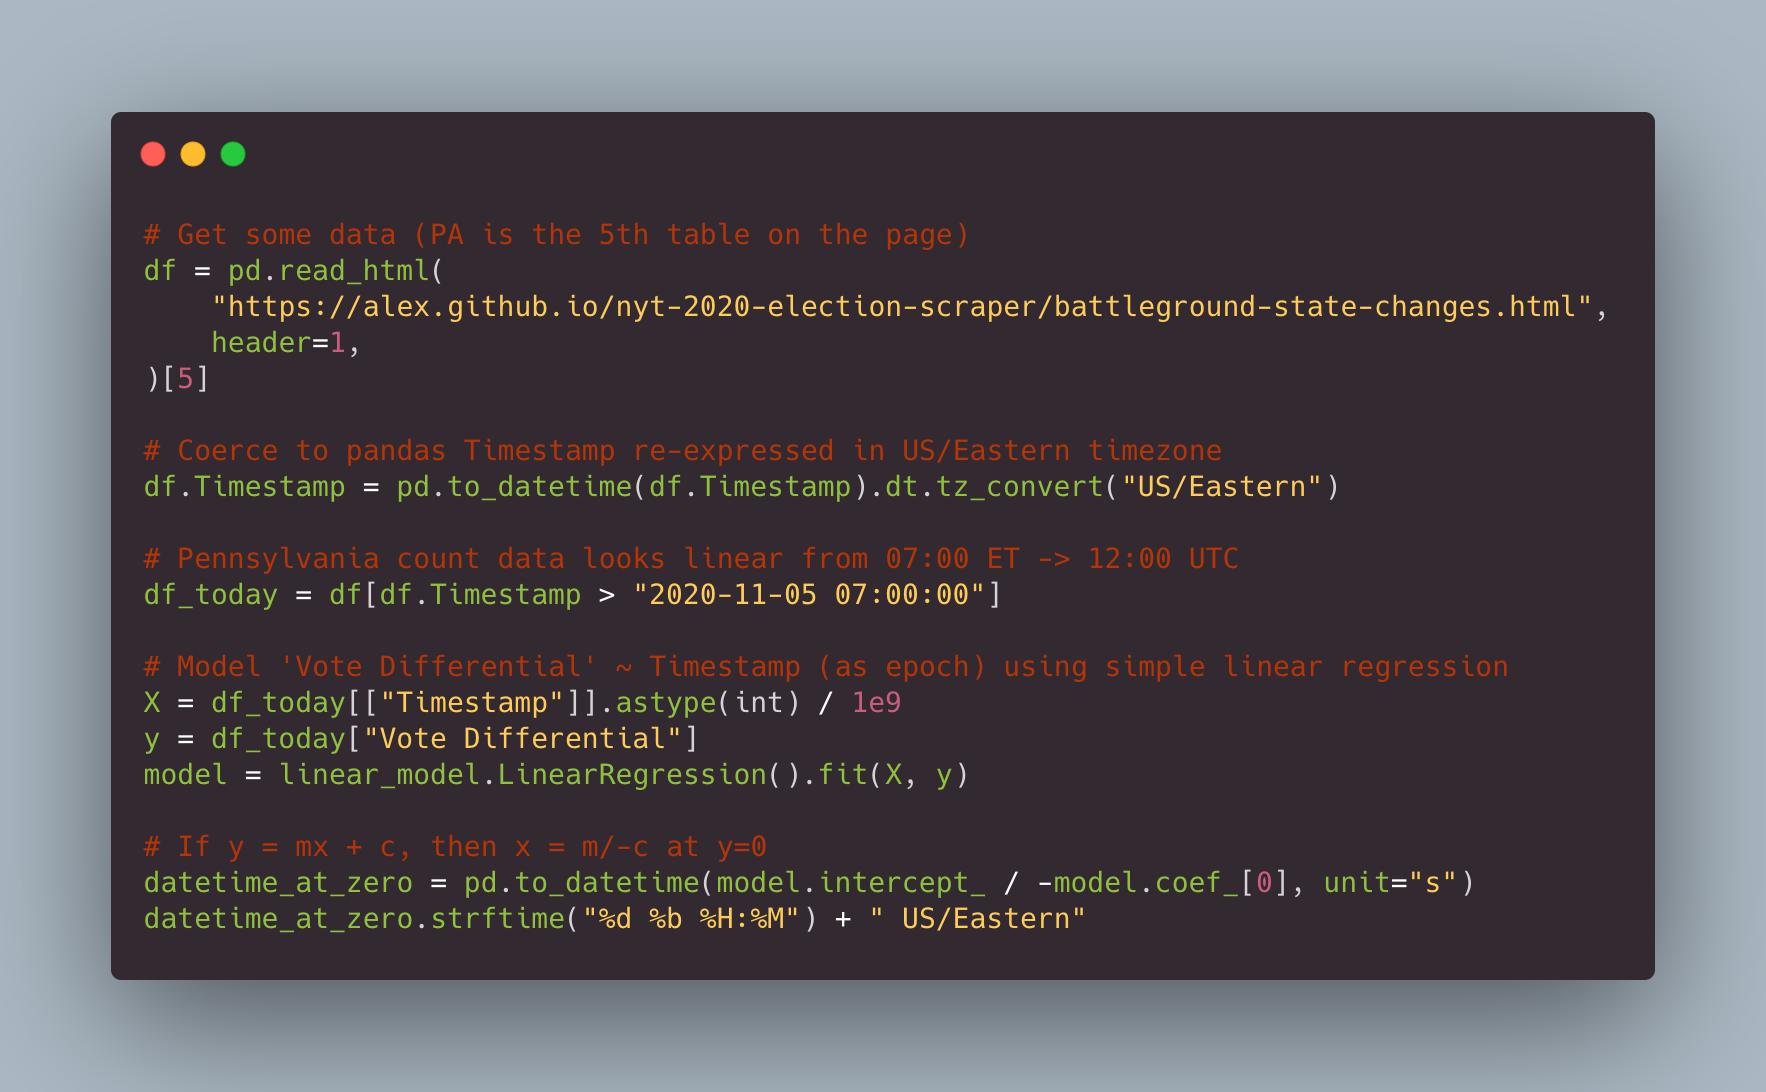 # Get some data (PA is the 5th table on the page)
df = pd.read_html(
    "https://alex.github.io/nyt-2020-election-scraper/battleground-state-changes.html",
    header=1,
)[5]

# Coerce to pandas Timestamp re-expressed in US/Eastern timezone
df.Timestamp = pd.to_datetime(df.Timestamp).dt.tz_convert("US/Eastern")

# Pennsylvania count data looks linear from 07:00 ET -> 12:00 UTC
df_today = df[df.Timestamp > "2020-11-05 07:00:00"]

# Model 'Vote Differential' ~ Timestamp (as epoch) using simple linear regression
X = df_today[["Timestamp"]].astype(int) / 1e9
y = df_today["Vote Differential"]
model = linear_model.LinearRegression().fit(X, y)

# If y = mx + c, then x = m/-c at y=0
datetime_at_zero = pd.to_datetime(model.intercept_ / -model.coef_[0], unit="s")
datetime_at_zero.strftime("%d %b %H:%M") + " US/Eastern"